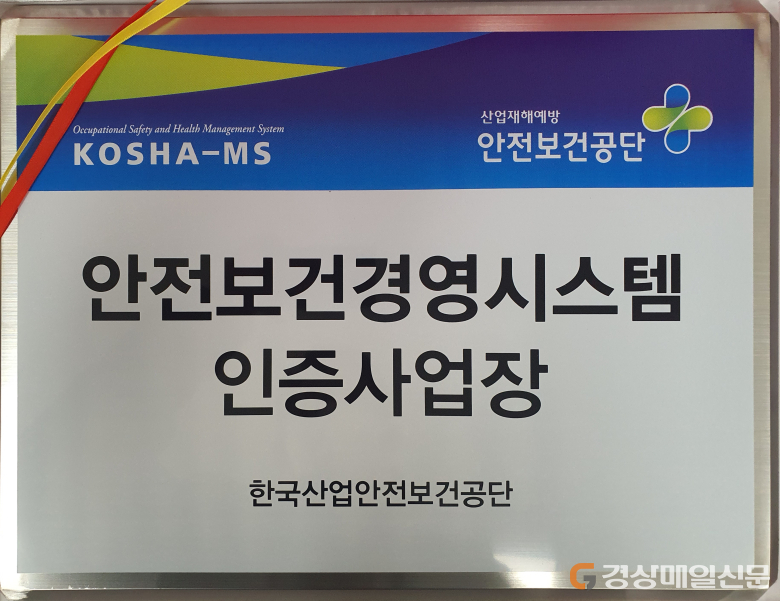 Occupational Safety and Health Management System
KOSHA-MS
산업재해예방
안전보건공단
안전보건경영시스템
인증사업장
한국산업안전보건공단
경상매일신문